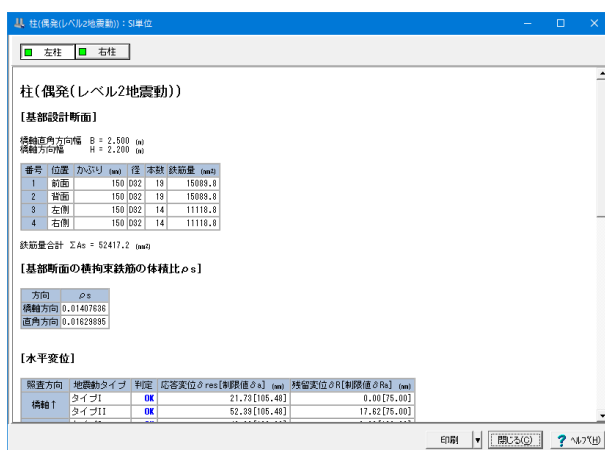 柱(偶発(レベル2地震動)):SI単位
左柱 右柱
柱(偶発(レベル2地震動))
[基部設計断面]
橋軸直角方向幅 B = 2.500 (m)
橋軸方向幅 H = 2.200 (m)
番号 位置 かぶり (mm) 径 本数 鉄筋量 (mm2)
1 前面 150 D32 19 15089.8
2 背面 150 D32 19 15089.8
3 左側 150 D32 14 11118.8
4 右側 150 D32 14 11118.8
鉄筋量合計 ΣAs = 52417.2 (mm2)
[基部断面の横拘束鉄筋の体積比ρs]
方向 ρs
橋軸方向 0.01407636
直角方向 0.01629895
[水平変位]
照査方向 地震動タイプ 判定 応答変位δres[制限値δa] (mm) 残留変位δR[制限値δRa] (mm)
橋軸↑ タイプI OK 21.73[105.48] 0.00[75.00]
タイプII OK 52.39[105.48] 17.62[75.00]
印刷 閉じる(C) ? ヘルプ(H)